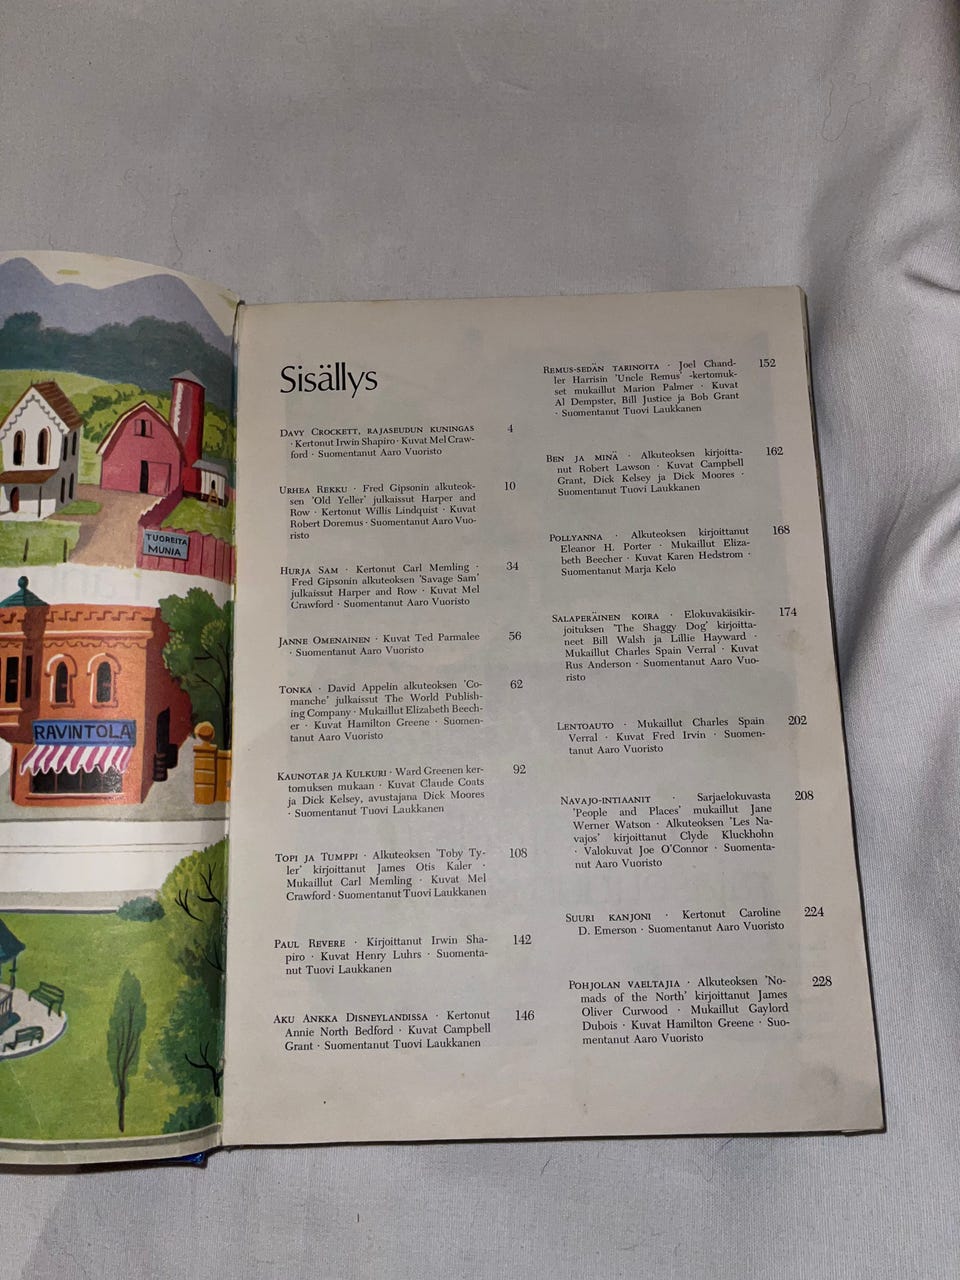 TUOREITA
MUNIA
RAVINTOLA
Sisällys
DAVY CROCKETT, RAJASEUDUN KUNINGAS 4
· Kertonut Irwin Shapiro · Kuvat Mel Craw-
ford · Suomentanut Aaro Vuoristo
URHEA REKKU · Fred Gipsonin alkuteok- 10
sen 'Old Yeller' julkaissut Harper and
Row · Kertonut Willis Lindquist · Kuvat
Robert Doremus · Suomentanut Aaro Vuo-
risto
HURJA SAM · Kertonut Carl Memling · 34
Fred Gipsonin alkuteoksen 'Savage Sam'
julkaissut Harper and Row · Kuvat Mel
Crawford · Suomentanut Aaro Vuoristo
JANNE OMENAINEN · Kuvat Ted Parmalee 56
· Suomentanut Aaro Vuoristo
TONKA · David Appelin alkuteoksen 'Co- 62
manche' julkaissut The World Publish-
ing Company · Mukaillut Elizabeth Beech-
er · Kuvat Hamilton Greene · Suomen-
tanut Aaro Vuoristo
KAUNOTAR JA KULKURI · Ward Greenen ker- 92
tomuksen mukaan · Kuvat Claude Coats
ja Dick Kelsey, avustajana Dick Moores
· Suomentanut Tuovi Laukkanen
TOPI JA TUMPPI · Alkuteoksen 'Toby Ty- 108
ler' kirjoittanut James Otis Kaler ·
Mukaillut Carl Memling · Kuvat Mel
Crawford · Suomentanut Tuovi Laukkanen
PAUL REVERE · Kirjoittanut Irwin Sha- 142
piro · Kuvat Henry Luhrs · Suomenta-
nut Tuovi Laukkanen
AKU ANKKA DISNEYLANDISSA · Kertonut 146
Annie North Bedford · Kuvat Campbell
Grant · Suomentanut Tuovi Laukkanen
REMUS-SEDÄN TARINOITA · Joel Chand- 152
ler Harrisin 'Uncle Remus' -kertomuk-
set mukaillut Marion Palmer · Kuvat
Al Dempster, Bill Justice ja Bob Grant
· Suomentanut Tuovi Laukkanen
BEN JA MINÄ · Alkuteoksen kirjoitta- 162
nut Robert Lawson · Kuvat Campbell
Grant, Dick Kelsey ja Dick Moores ·
Suomentanut Tuovi Laukkanen
POLLYANNA · Alkuteoksen kirjoittanut 168
Eleanor H. Porter · Mukaillut Eliza-
beth Beecher · Kuvat Karen Hedstrom ·
Suomentanut Marja Kelo
SALAPERÄINEN KOIRA · Elokuvakäsikir- 174
joituksen 'The Shaggy Dog' kirjoitta-
neet Bill Walsh ja Lillie Hayward ·
Mukaillut Charles Spain Verral · Kuvat
Rus Anderson · Suomentanut Aaro Vuo-
risto
LENTOAUTO · Mukaillut Charles Spain 202
Verral · Kuvat Fred Irvin · Suomen-
tanut Aaro Vuoristo
NAVAJO-INTIAANIT · Sarjaelokuvasta 208
'People and Places' mukaillut Jane
Werner Watson · Alkuteoksen 'Les Na-
vajos' kirjoittanut Clyde Kluckhohn
· Valokuvat Joe O'Connor · Suomenta-
nut Aaro Vuoristo
SUURI KANJONI · Kertonut Caroline 224
D. Emerson · Suomentanut Aaro Vuoristo
POHJOLAN VAELTAJIA · Alkuteoksen 'No- 228
mads of the North' kirjoittanut James
Oliver Curwood · Mukaillut Gaylord
Dubois · Kuvat Hamilton Greene · Suo-
mentanut Aaro Vuoristo